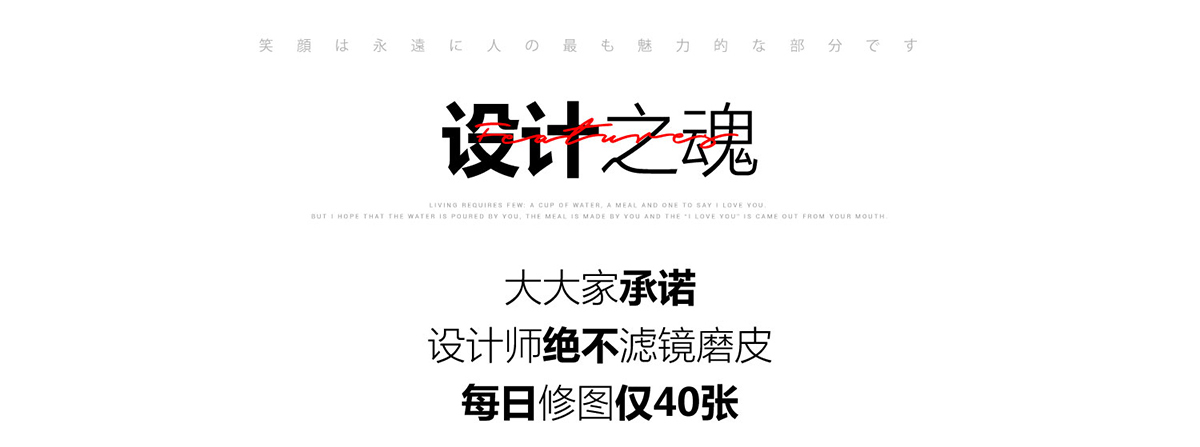 笑顔は永遠に人の最も魅力的な部分です
设计之魂
Features
LIVING REQUIRES FEW: A CUP OF WATER, A MEAL AND ONE TO SAY I LOVE YOU.
BUT I HOPE THAT THE WATER IS POURED BY YOU, THE MEAL IS MADE BY YOU AND THE "I LOVE YOU" IS CAME OUT FROM YOUR MOUTH
大大家承诺
设计师绝不滤镜磨皮
每日修图仅40张